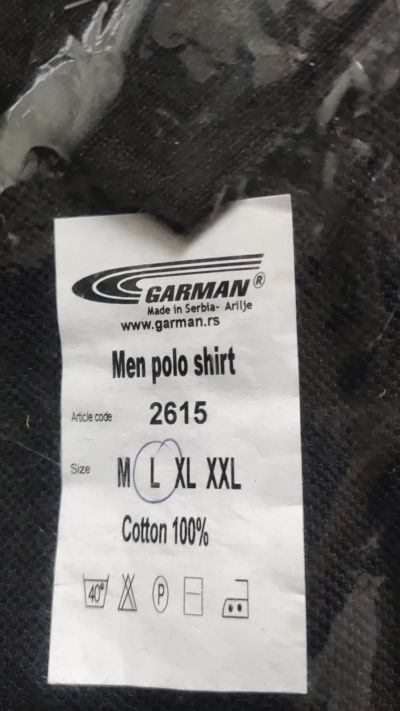 GARMAN®
Made in Serbia- Arilje
www.garman.rs
Men polo shirt
Article code 2615
Size M L XL XXL
Cotton 100%
40° P